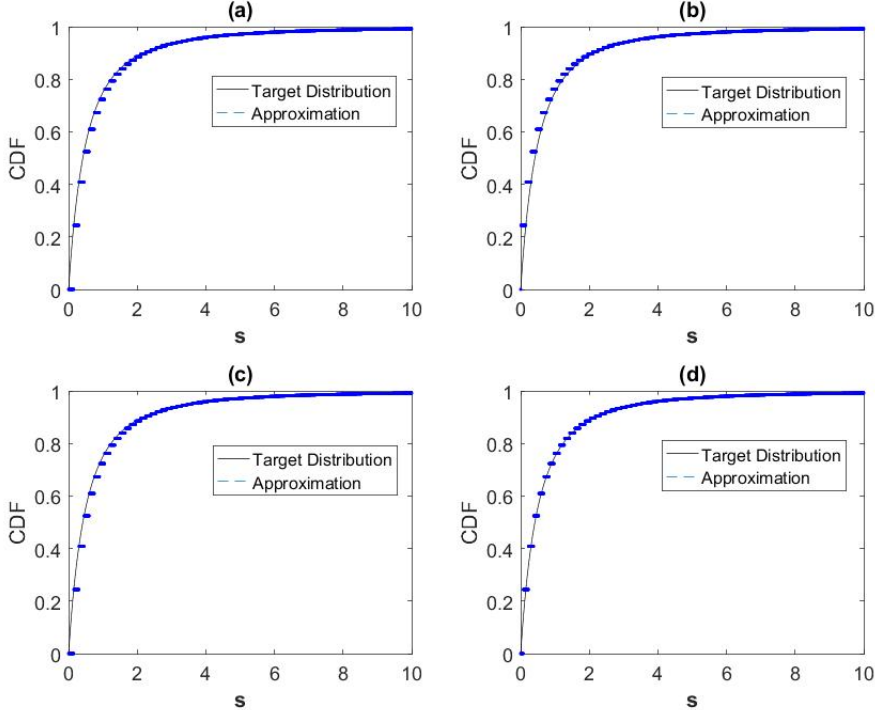 (a)
1
0.8
0.6
0.4
0.2
0
CDF
Target Distribution
Approximation
0 2 4 6 8 10
s
(b)
1
0.8
0.6
0.4
0.2
0
CDF
Target Distribution
Approximation
0 2 4 6 8 10
s
(c)
1
0.8
0.6
0.4
0.2
0
CDF
Target Distribution
Approximation
0 2 4 6 8 10
s
(d)
1
0.8
0.6
0.4
0.2
0
CDF
Target Distribution
Approximation
0 2 4 6 8 10
s